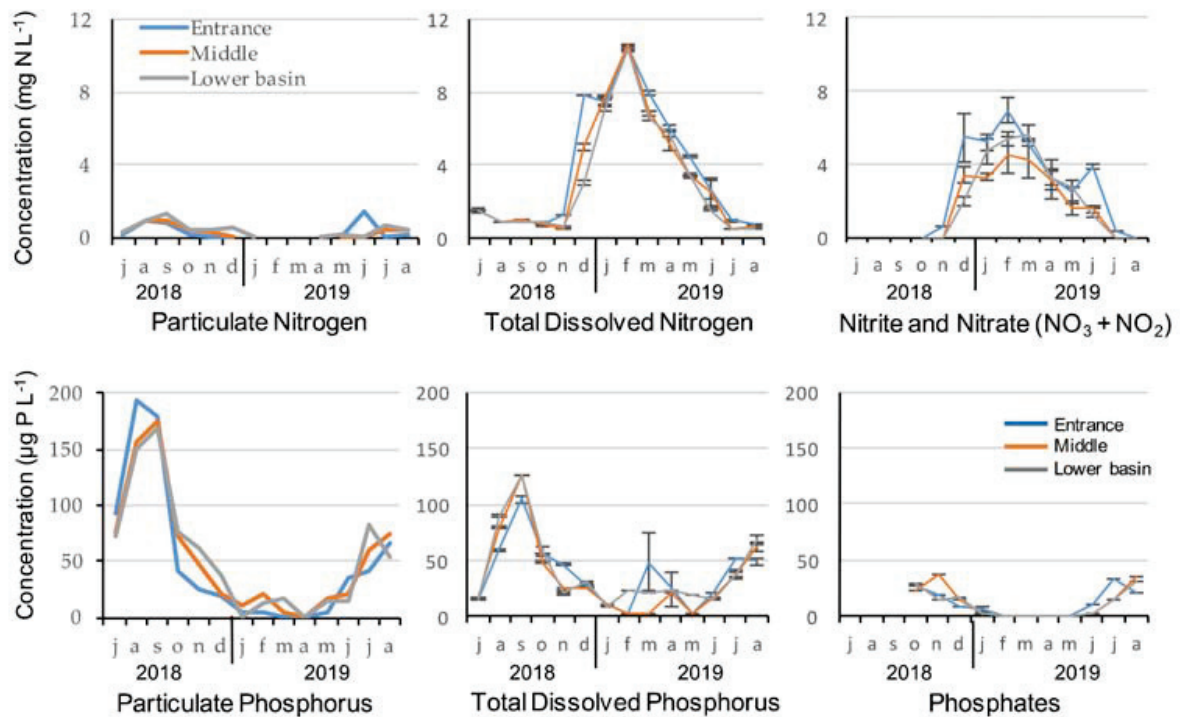 Concentration (mg N L-1)
12
8
4
0
Entrance
Middle
Lower basin
j a s o n d j f m a m j j a
2018 2019
Particulate Nitrogen
12
8
4
0
j a s o n d j f m a m j j a
2018 2019
Total Dissolved Nitrogen
12
8
4
0
j a s o n d j f m a m j j a
2018 2019
Nitrite and Nitrate (NO3 + NO2)
Concentration (µg P L-1)
200
150
100
50
0
j a s o n d j f m a m j j a
2018 2019
Particulate Phosphorus
200
150
100
50
0
j a s o n d j f m a m j j a
2018 2019
Total Dissolved Phosphorus
200
150
100
50
0
Entrance
Middle
Lower basin
j a s o n d j f m a m j j a
2018 2019
Phosphates